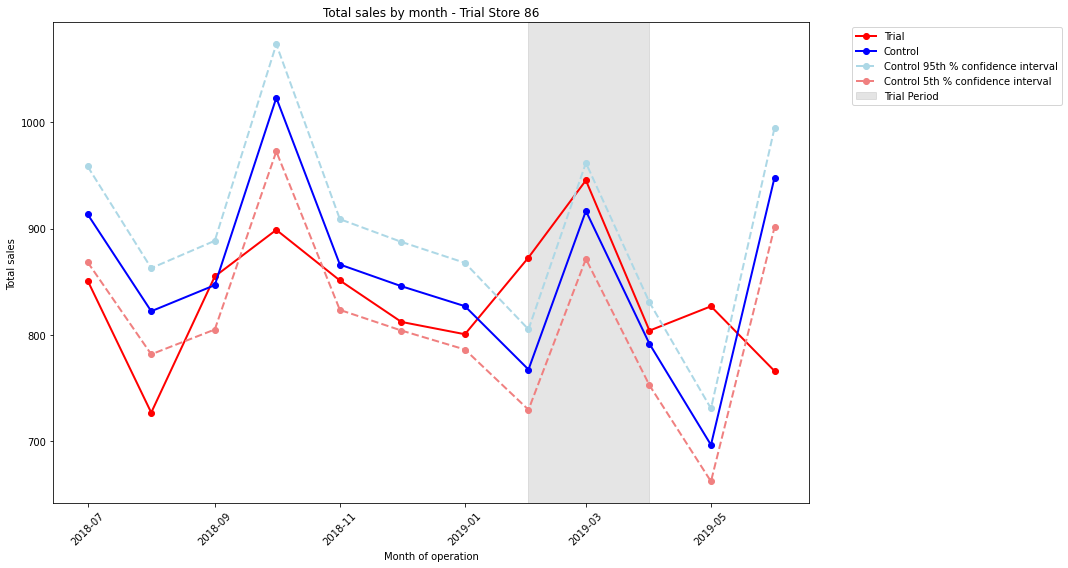 Total sales by month - Trial Store 86
Trial
Control
Control 95th % confidence interval
Control 5th % confidence interval
Trial Period
Total sales
1000
900
800
700
2018-07
2018-09
2018-11
2019-01
2019-03
2019-05
Month of operation